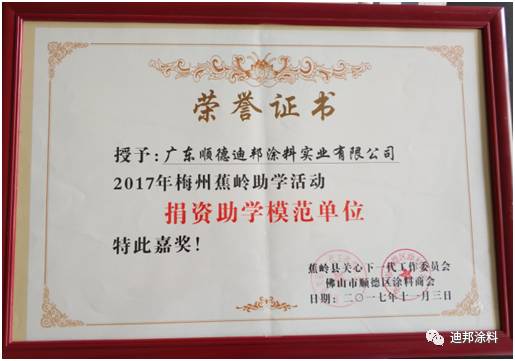 荣誉证书
授予:广东顺德迪邦涂料实业有限公司
2017年梅州蕉岭助学活动
捐资助学模范单位
特此嘉奖!
蕉岭县关心下一代工作委员会
佛山市顺德区涂料商会
日期:二〇一七年十一月三日
迪邦涂料